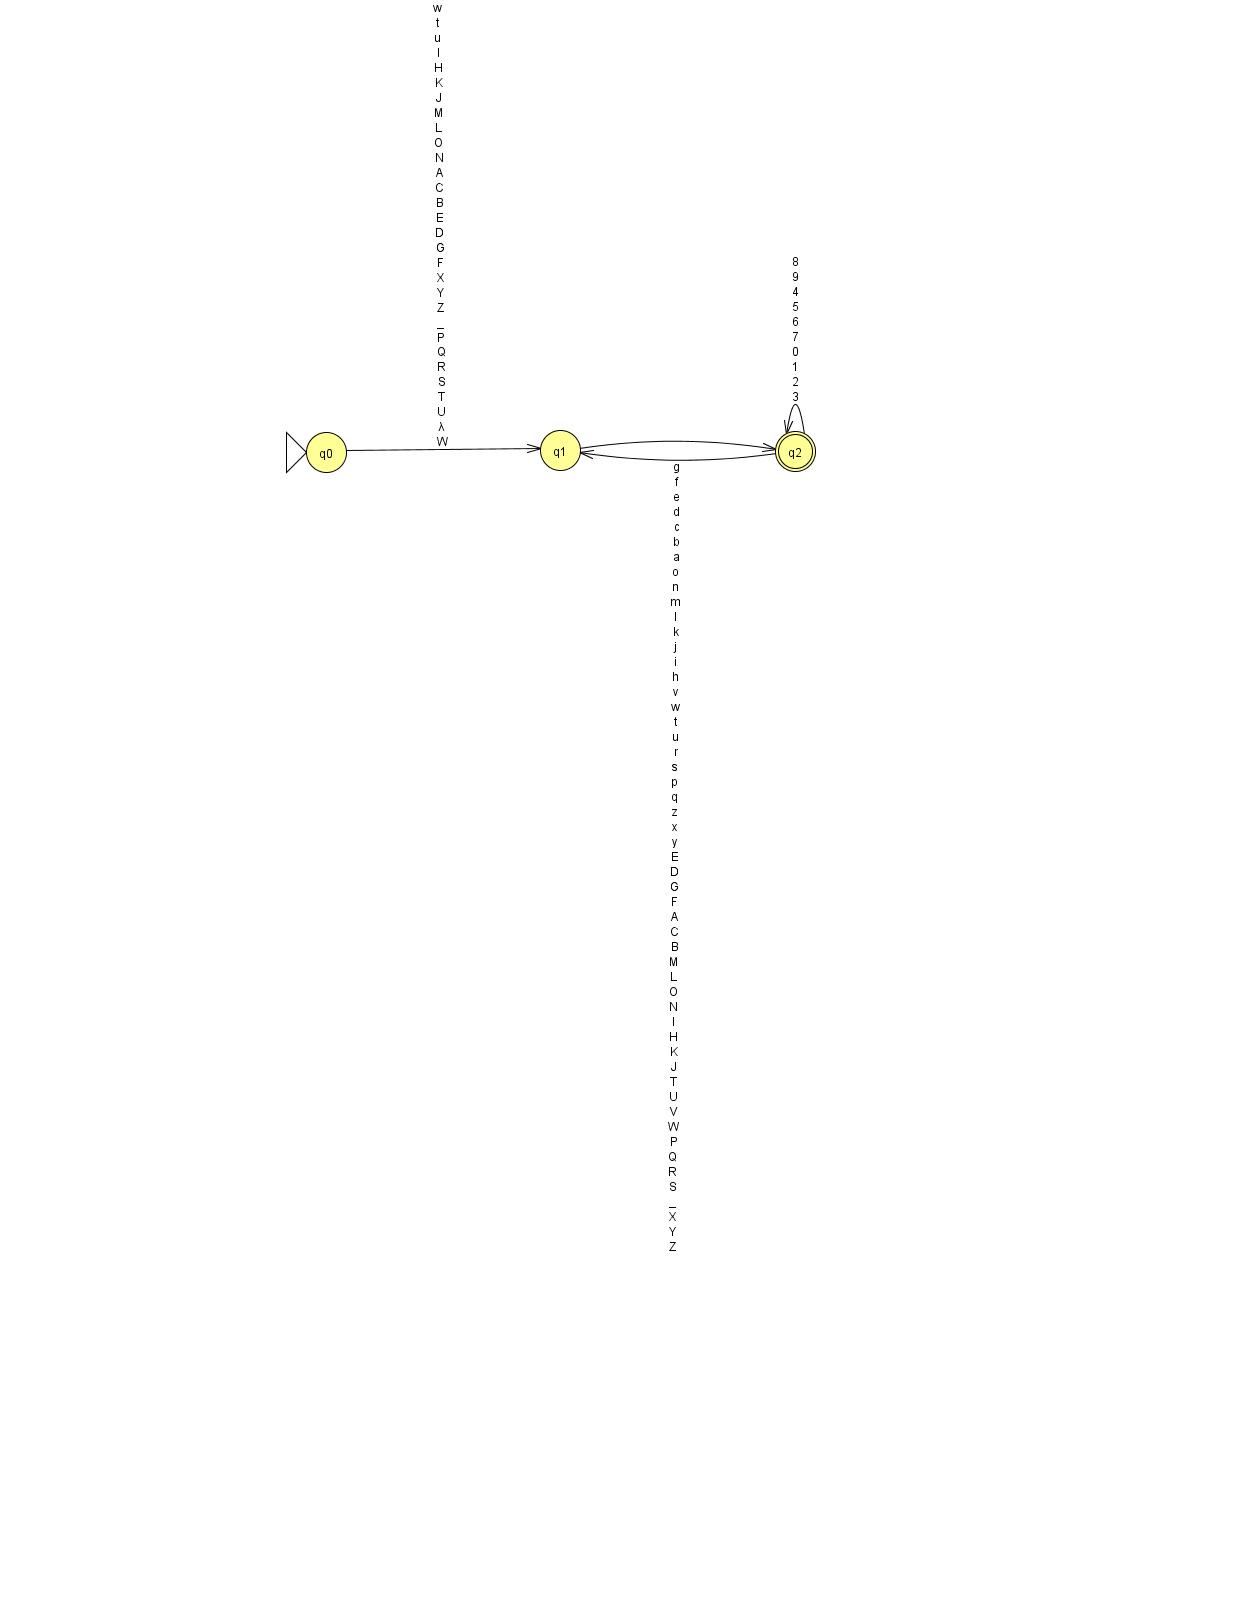 w
t
u
I
H
K
J
M
L
O
N
A
C
B
E
D
G
F
X
Y
Z
_
P
Q
R
S
T
U
λ
W
8
9
4
5
6
7
0
1
2
3
q0
q1
q2
g
f
e
d
c
b
a
o
n
m
l
k
j
i
h
v
w
t
u
r
s
p
q
z
x
y
E
D
G
F
A
C
B
M
L
O
N
I
H
K
J
T
U
V
W
P
Q
R
S
_
X
Y
Z